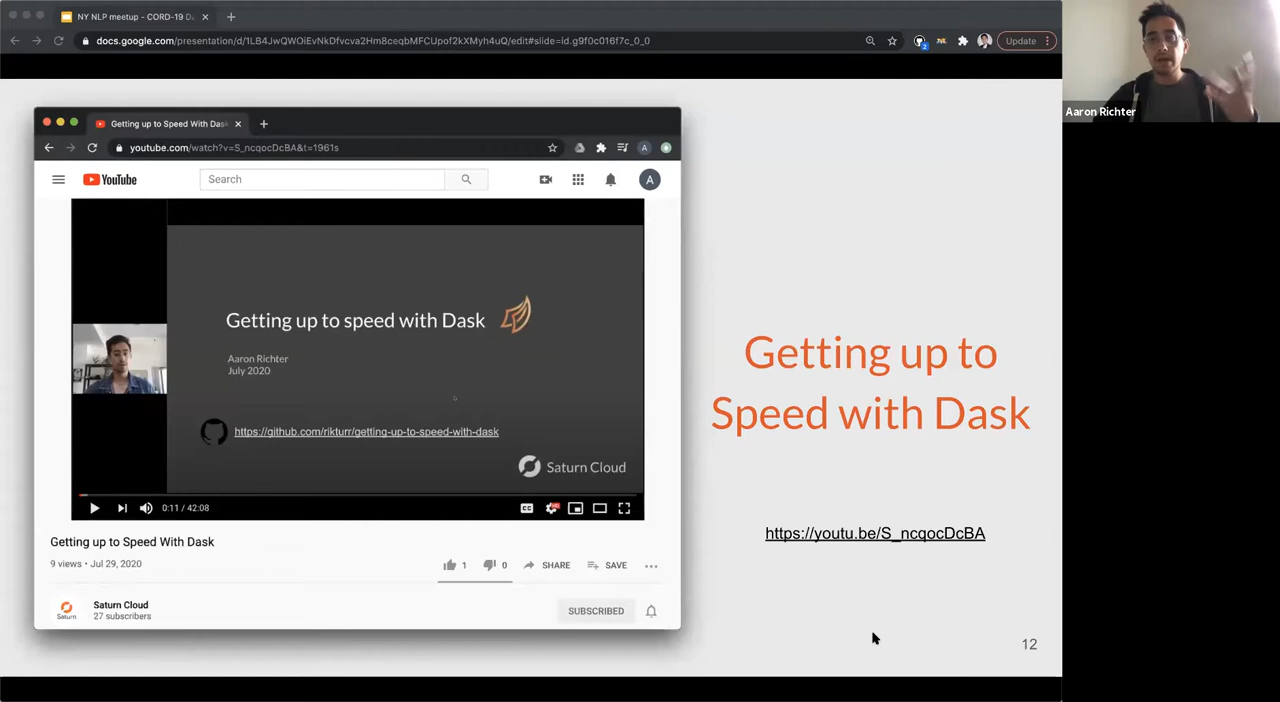 NY NLP meetup - CORD-19 Da
docs.google.com/presentation/d/1LB4JwQWOiEvNkDfvcva2Hm8ceqbMFCUpof2kXMyh4uQ/edit#slide=id.g9f0c016f7c_0_0
2
Update
Aaron Richter
Getting up to Speed With Dask
youtube.com/watch?v=S_ncqocDcBA&t=1961s
A
YouTube
Search
A
Getting up to speed with Dask
Aaron Richter
July 2020
https://github.com/rikturr/getting-up-to-speed-with-dask
Saturn Cloud
0:11 / 42:08
CC
Getting up to Speed With Dask
9 views • Jul 29, 2020
1
0
SHARE
SAVE
Saturn
Saturn Cloud
27 subscribers
SUBSCRIBED
Getting up to
Speed with Dask
https://youtu.be/S_ncqocDcBA
12